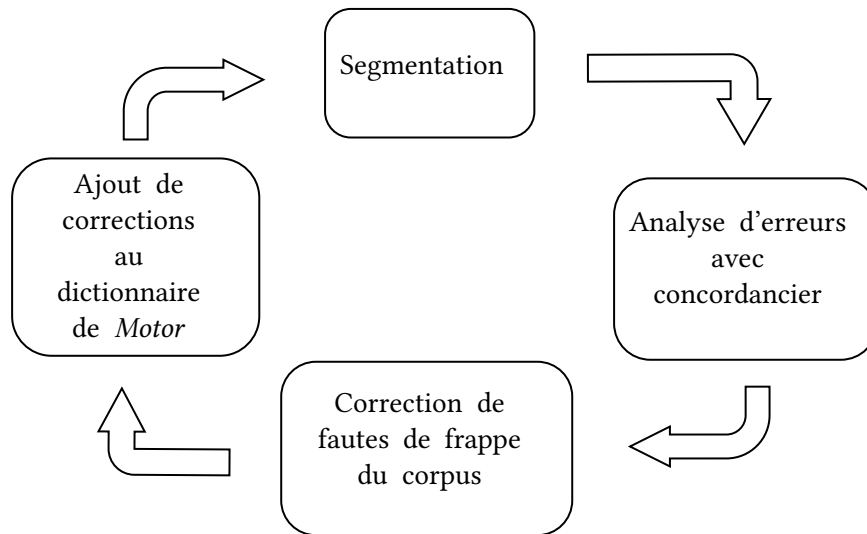 Segmentation
Analyse d'erreurs
avec
concordancier
Correction de
fautes de frappe
du corpus
Ajout de
corrections
au
dictionnaire
de Motor